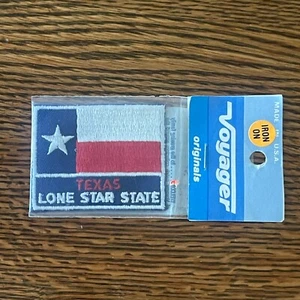 TEXAS
LONE STAR STATE
MADE IN U.S.A.
IRON
ON
Voyager
originals